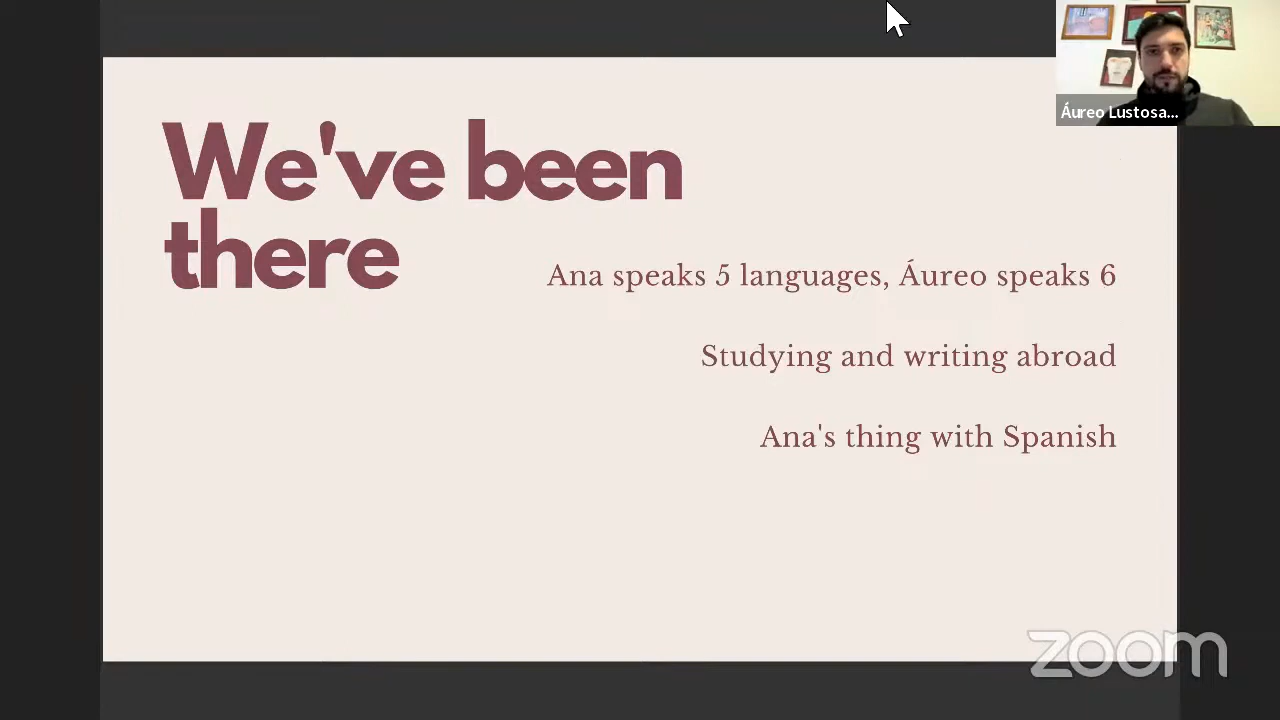 We've been
there
Ana speaks 5 languages, Áureo speaks 6
Studying and writing abroad
Ana's thing with Spanish
Áureo Lustosa...
zoom